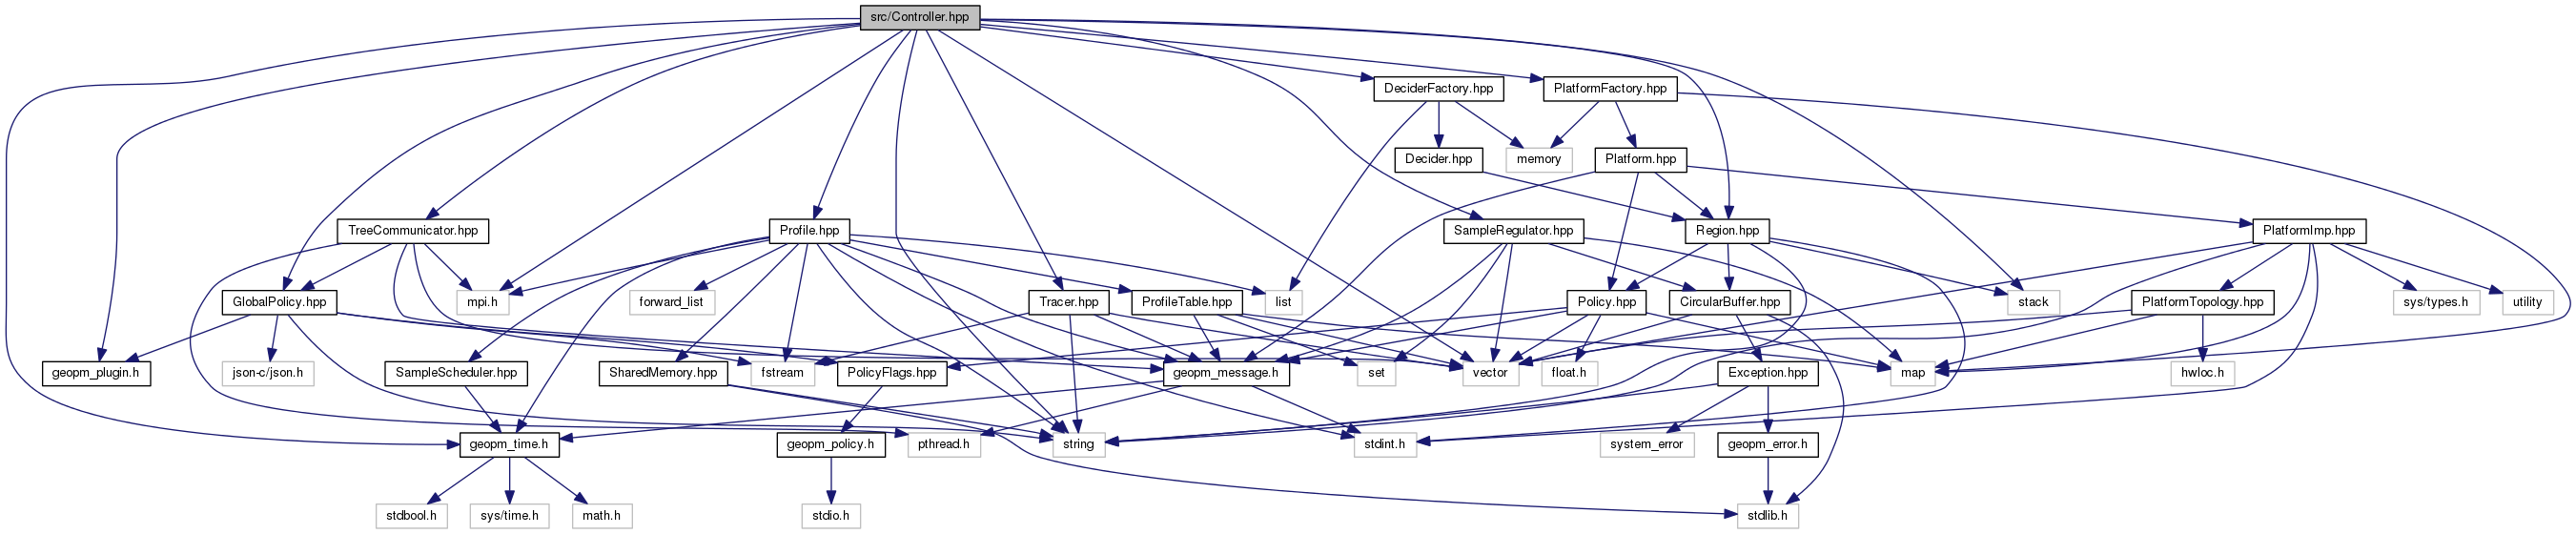 src/Controller.hpp
DeciderFactory.hpp
PlatformFactory.hpp
Decider.hpp
memory
Platform.hpp
TreeCommunicator.hpp
Profile.hpp
SampleRegulator.hpp
Region.hpp
PlatformImp.hpp
GlobalPolicy.hpp
mpi.h
forward_list
Tracer.hpp
ProfileTable.hpp
list
Policy.hpp
CircularBuffer.hpp
stack
PlatformTopology.hpp
sys/types.h
utility
geopm_plugin.h
json-c/json.h
SampleScheduler.hpp
SharedMemory.hpp
fstream
PolicyFlags.hpp
geopm_message.h
set
vector
float.h
Exception.hpp
map
hwloc.h
geopm_time.h
geopm_policy.h
pthread.h
string
stdint.h
system_error
geopm_error.h
stdbool.h
sys/time.h
math.h
stdio.h
stdlib.h